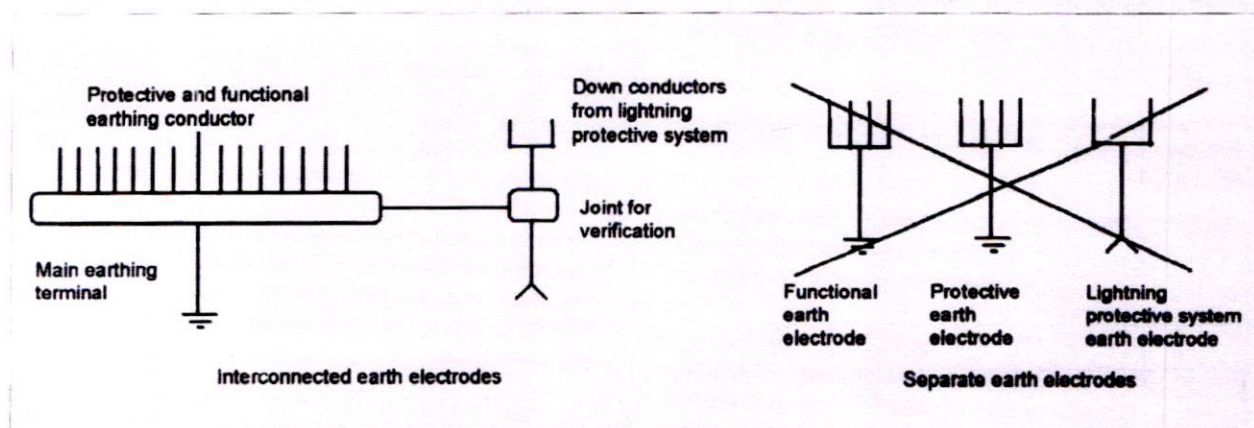 Protective and functional
earthing conductor
Down conductors
from lightning
protective system
Joint for
verification
Main earthing
terminal
Interconnected earth electrodes
Functional
earth
electrode
Protective
earth
electrode
Lightning
protective system
earth electrode
Separate earth electrodes